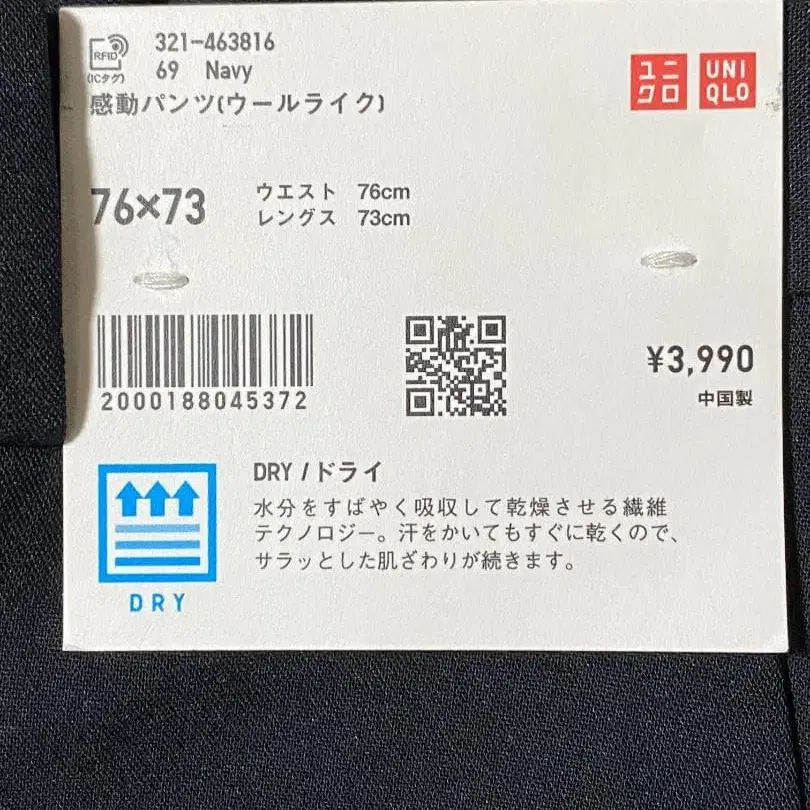 RFID
(ICタグ)
321-463816
69 Navy
感動パンツ(ウールライク)
ユニ
クロ
UNI
QLO
76×73
ウエスト 76cm
レングス 73cm
2000188045372
¥3,990
中国製
DRY
DRY /ドライ
水分をすばやく吸収して乾燥させる繊維
テクノロジー。汗をかいてもすぐに乾くので、
サラッとした肌ざわりが続きます。